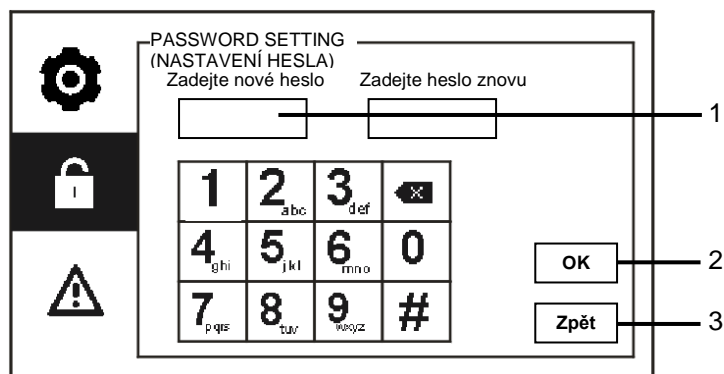 PASSWORD SETTING
(NASTAVENÍ HESLA)
Zadejte nové heslo Zadejte heslo znovu
1
1 2abc 3def
4ghi 5jkl 6mno 0 OK 2
7pqrs 8tuv 9wxyz # Zpět 3